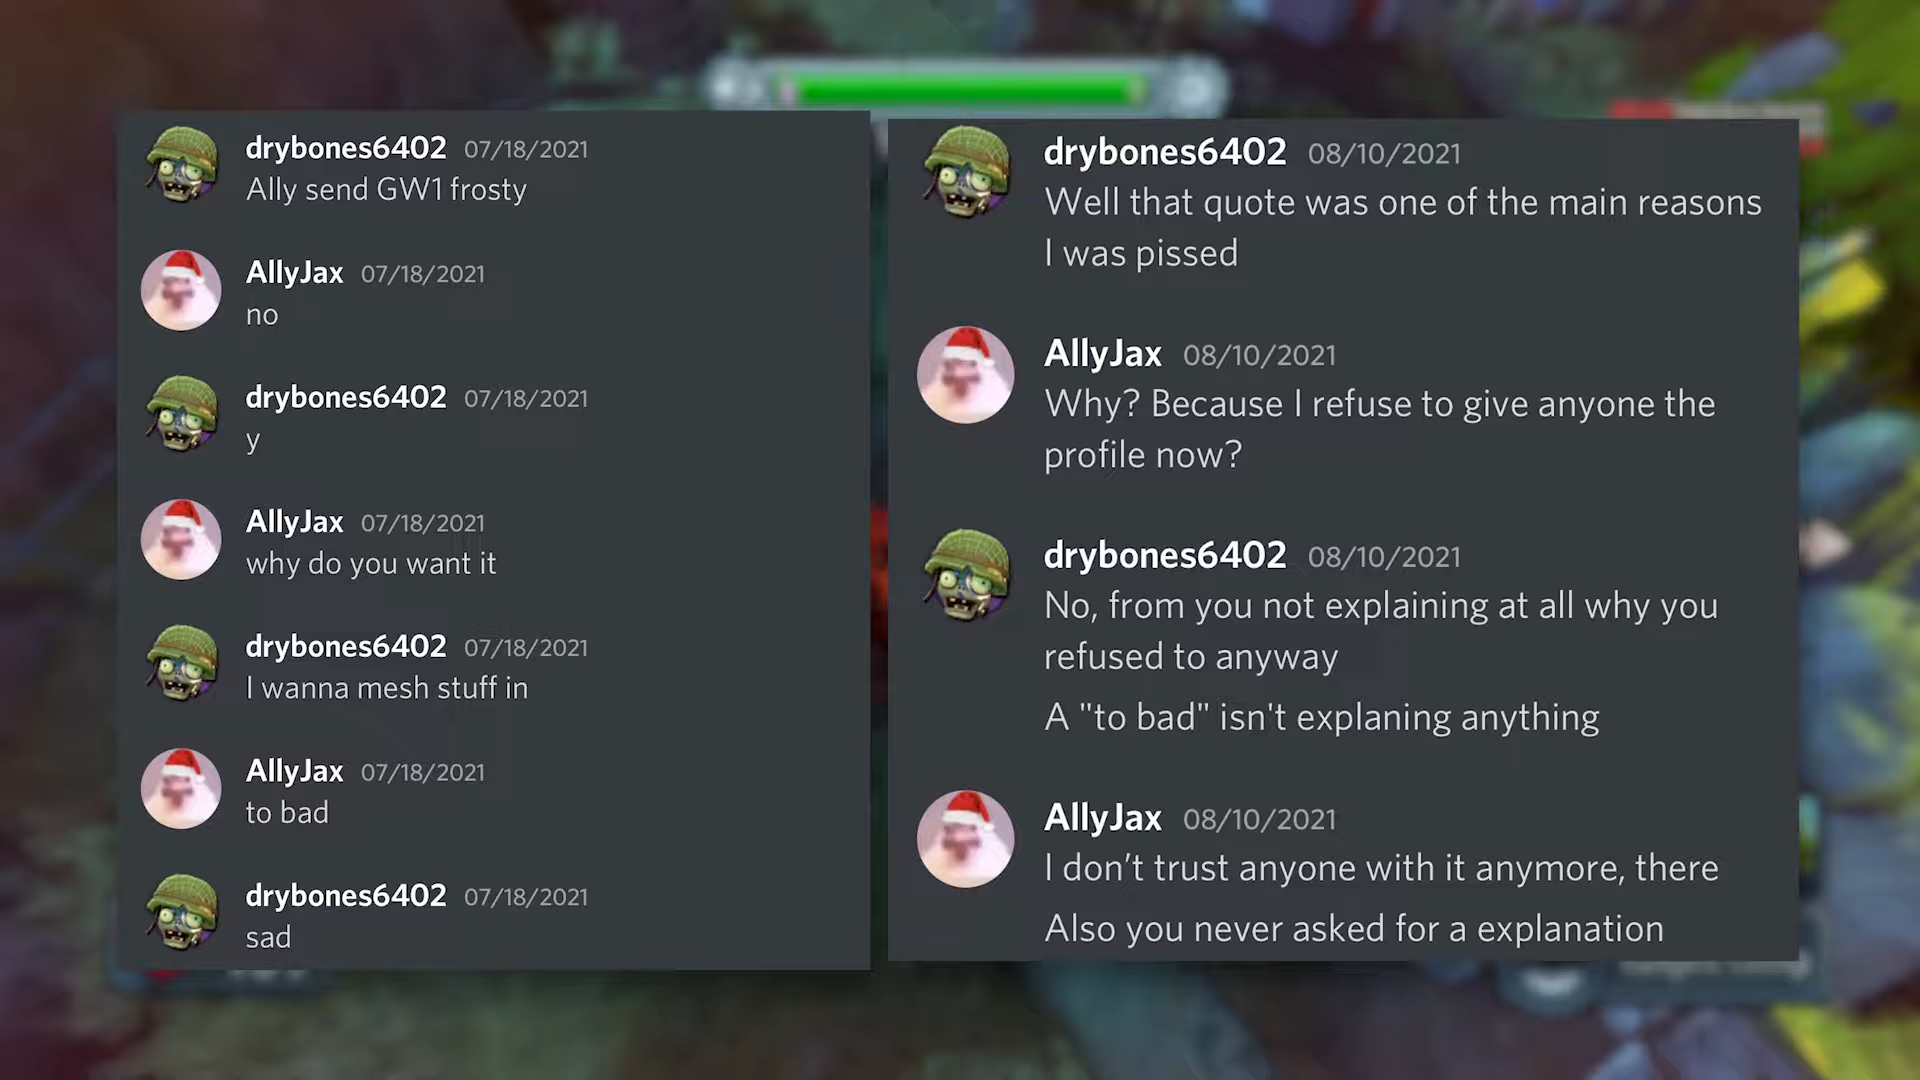 drybones6402 07/18/2021
Ally send GW1 frosty
AllyJax 07/18/2021
no
drybones6402 07/18/2021
y
AllyJax 07/18/2021
why do you want it
drybones6402 07/18/2021
I wanna mesh stuff in
AllyJax 07/18/2021
to bad
drybones6402 07/18/2021
sad
drybones6402 08/10/2021
Well that quote was one of the main reasons
I was pissed
AllyJax 08/10/2021
Why? Because I refuse to give anyone the
profile now?
drybones6402 08/10/2021
No, from you not explaining at all why you
refused to anyway
A "to bad" isn't explaning anything
AllyJax 08/10/2021
I don’t trust anyone with it anymore, there
Also you never asked for a explanation